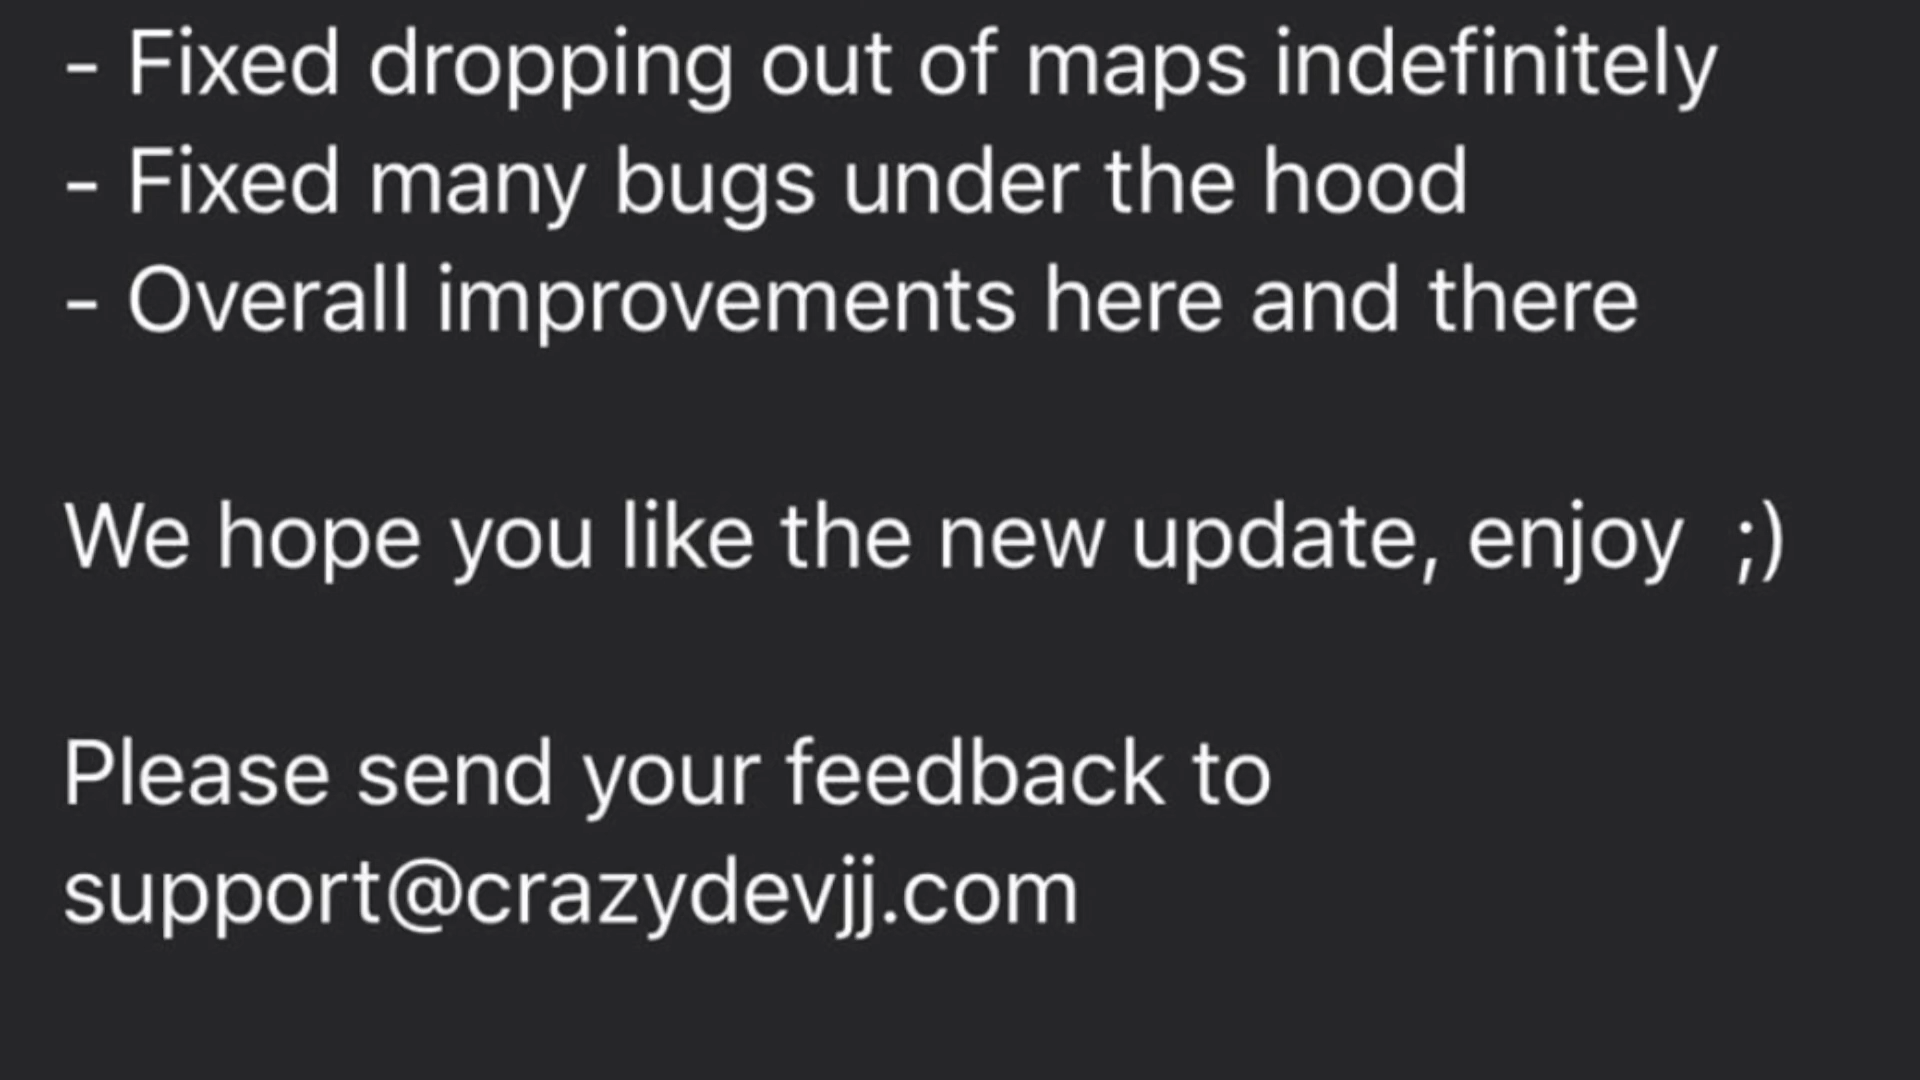 - Fixed dropping out of maps indefinitely
- Fixed many bugs under the hood
- Overall improvements here and there
We hope you like the new update, enjoy  ;)
Please send your feedback to
support@crazydevjj.com